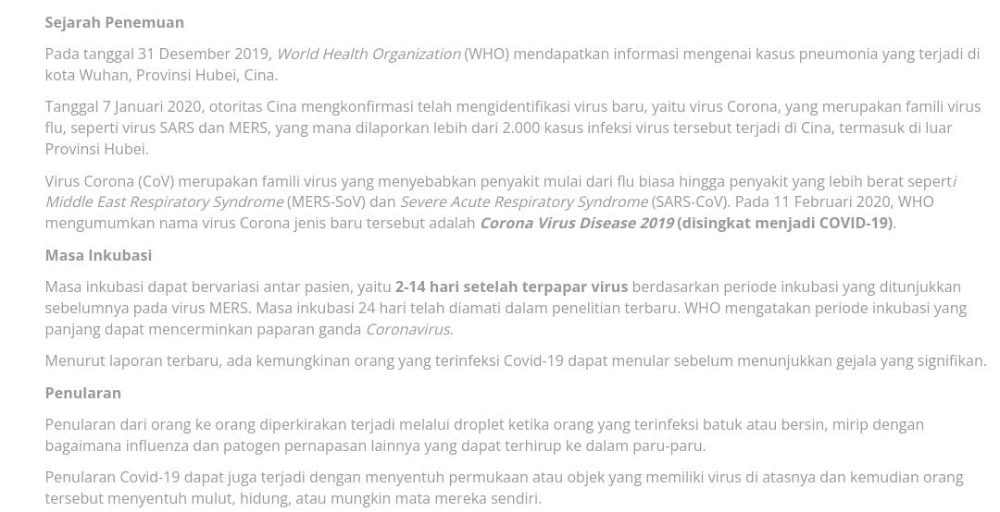 Sejarah Penemuan
Pada tanggal 31 Desember 2019, World Health Organization (WHO) mendapatkan informasi mengenai kasus pneumonia yang terjadi di
kota Wuhan, Provinsi Hubei, Cina.
Tanggal 7 Januari 2020, otoritas Cina mengkonfirmasi telah mengidentifikasi virus baru, yaitu virus Corona, yang merupakan famili virus
flu, seperti virus SARS dan MERS, yang mana dilaporkan lebih dari 2.000 kasus infeksi virus tersebut terjadi di Cina, termasuk di luar
Provinsi Hubei.
Virus Corona (CoV) merupakan famili virus yang menyebabkan penyakit mulai dari flu biasa hingga penyakit yang lebih berat seperti
Middle East Respiratory Syndrome (MERS-SoV) dan Severe Acute Respiratory Syndrome (SARS-CoV). Pada 11 Februari 2020, WHO
mengumumkan nama virus Corona jenis baru tersebut adalah Corona Virus Disease 2019 (disingkat menjadi COVID-19).
Masa Inkubasi
Masa inkubasi dapat bervariasi antar pasien, yaitu 2-14 hari setelah terpapar virus berdasarkan periode inkubasi yang ditunjukkan
sebelumnya pada virus MERS. Masa inkubasi 24 hari telah diamati dalam penelitian terbaru. WHO mengatakan periode inkubasi yang
panjang dapat mencerminkan paparan ganda Coronavirus.
Menurut laporan terbaru, ada kemungkinan orang yang terinfeksi Covid-19 dapat menular sebelum menunjukkan gejala yang signifikan.
Penularan
Penularan dari orang ke orang diperkirakan terjadi melalui droplet ketika orang yang terinfeksi batuk atau bersin, mirip dengan
bagaimana influenza dan patogen pernapasan lainnya yang dapat terhirup ke dalam paru-paru.
Penularan Covid-19 dapat juga terjadi dengan menyentuh permukaan atau objek yang memiliki virus di atasnya dan kemudian orang
tersebut menyentuh mulut, hidung, atau mungkin mata mereka sendiri.